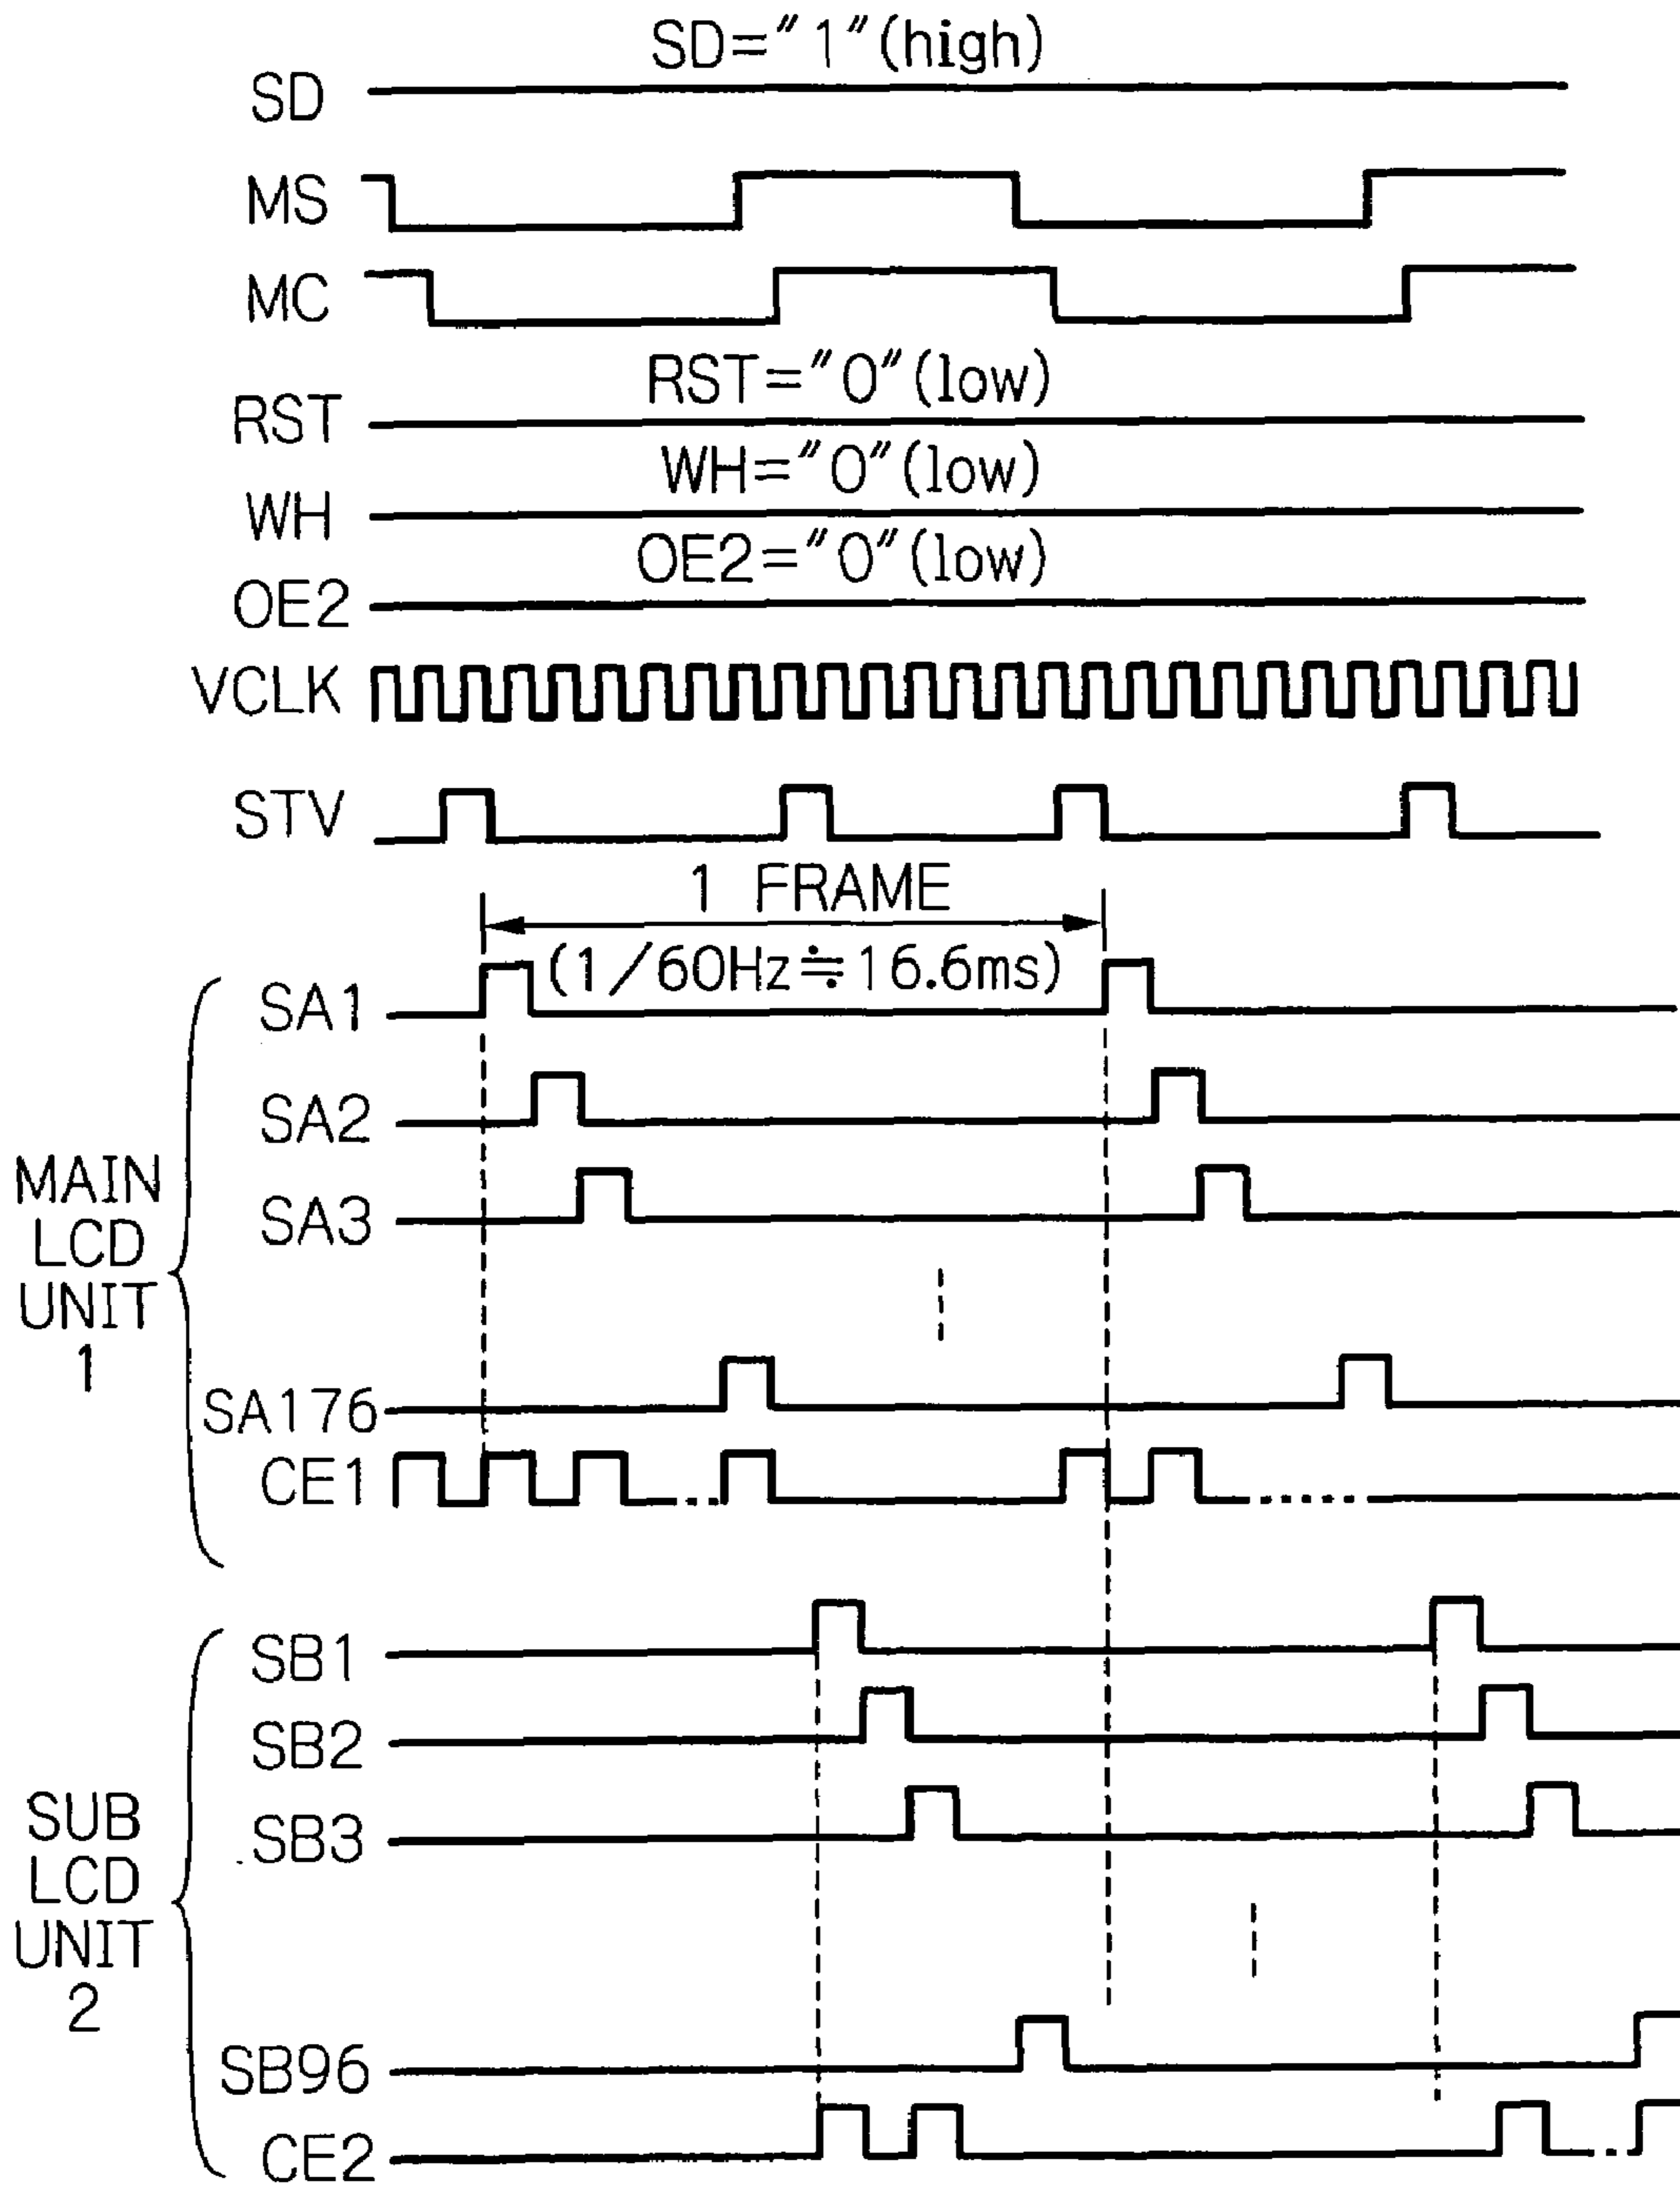 SD="1"(high)
SD
MS
MC
RST="0"(low)
RST
WH="0"(low)
WH
OE2="0"(low)
OE2
VCLK
STV
1 FRAME
(1/60Hz≒16.6ms)
SA1
SA2
SA3
MAIN
LCD
UNIT
1
SA176
CE1
SB1
SB2
SB3
SUB
LCD
UNIT
2
SB96
CE2